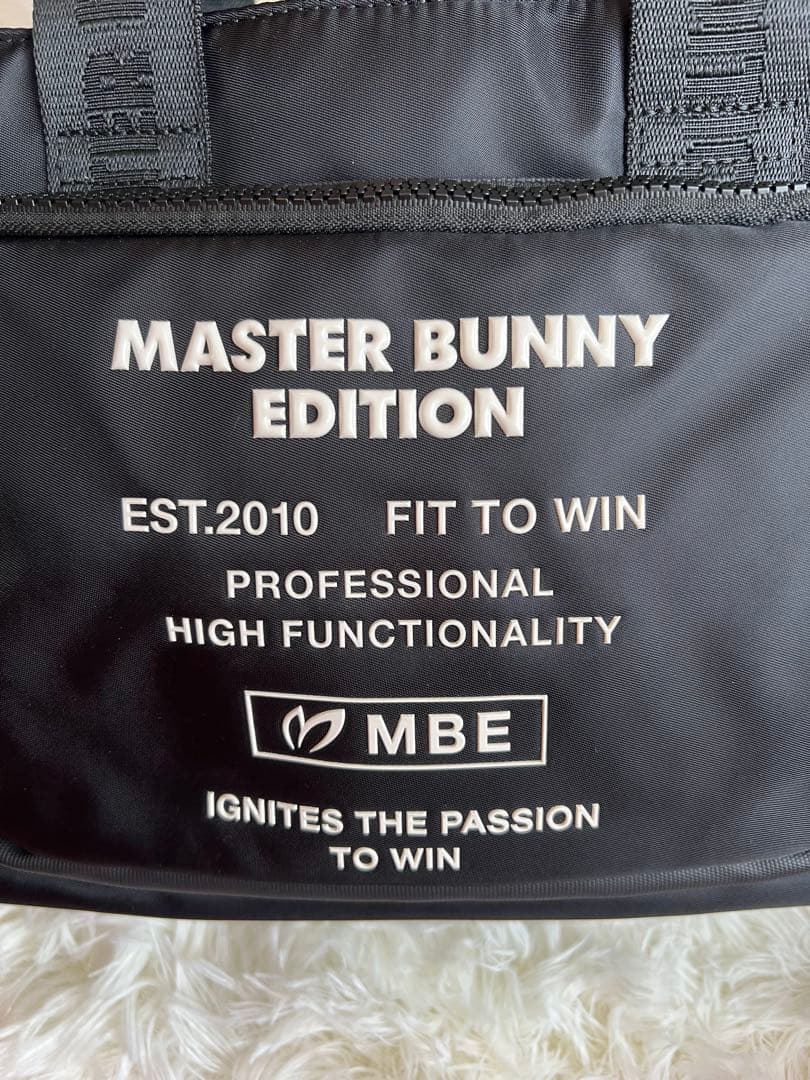 MASTER BUNNY
EDITION
EST.2010 FIT TO WIN
PROFESSIONAL
HIGH FUNCTIONALITY
MBE
IGNITES THE PASSION
TO WIN